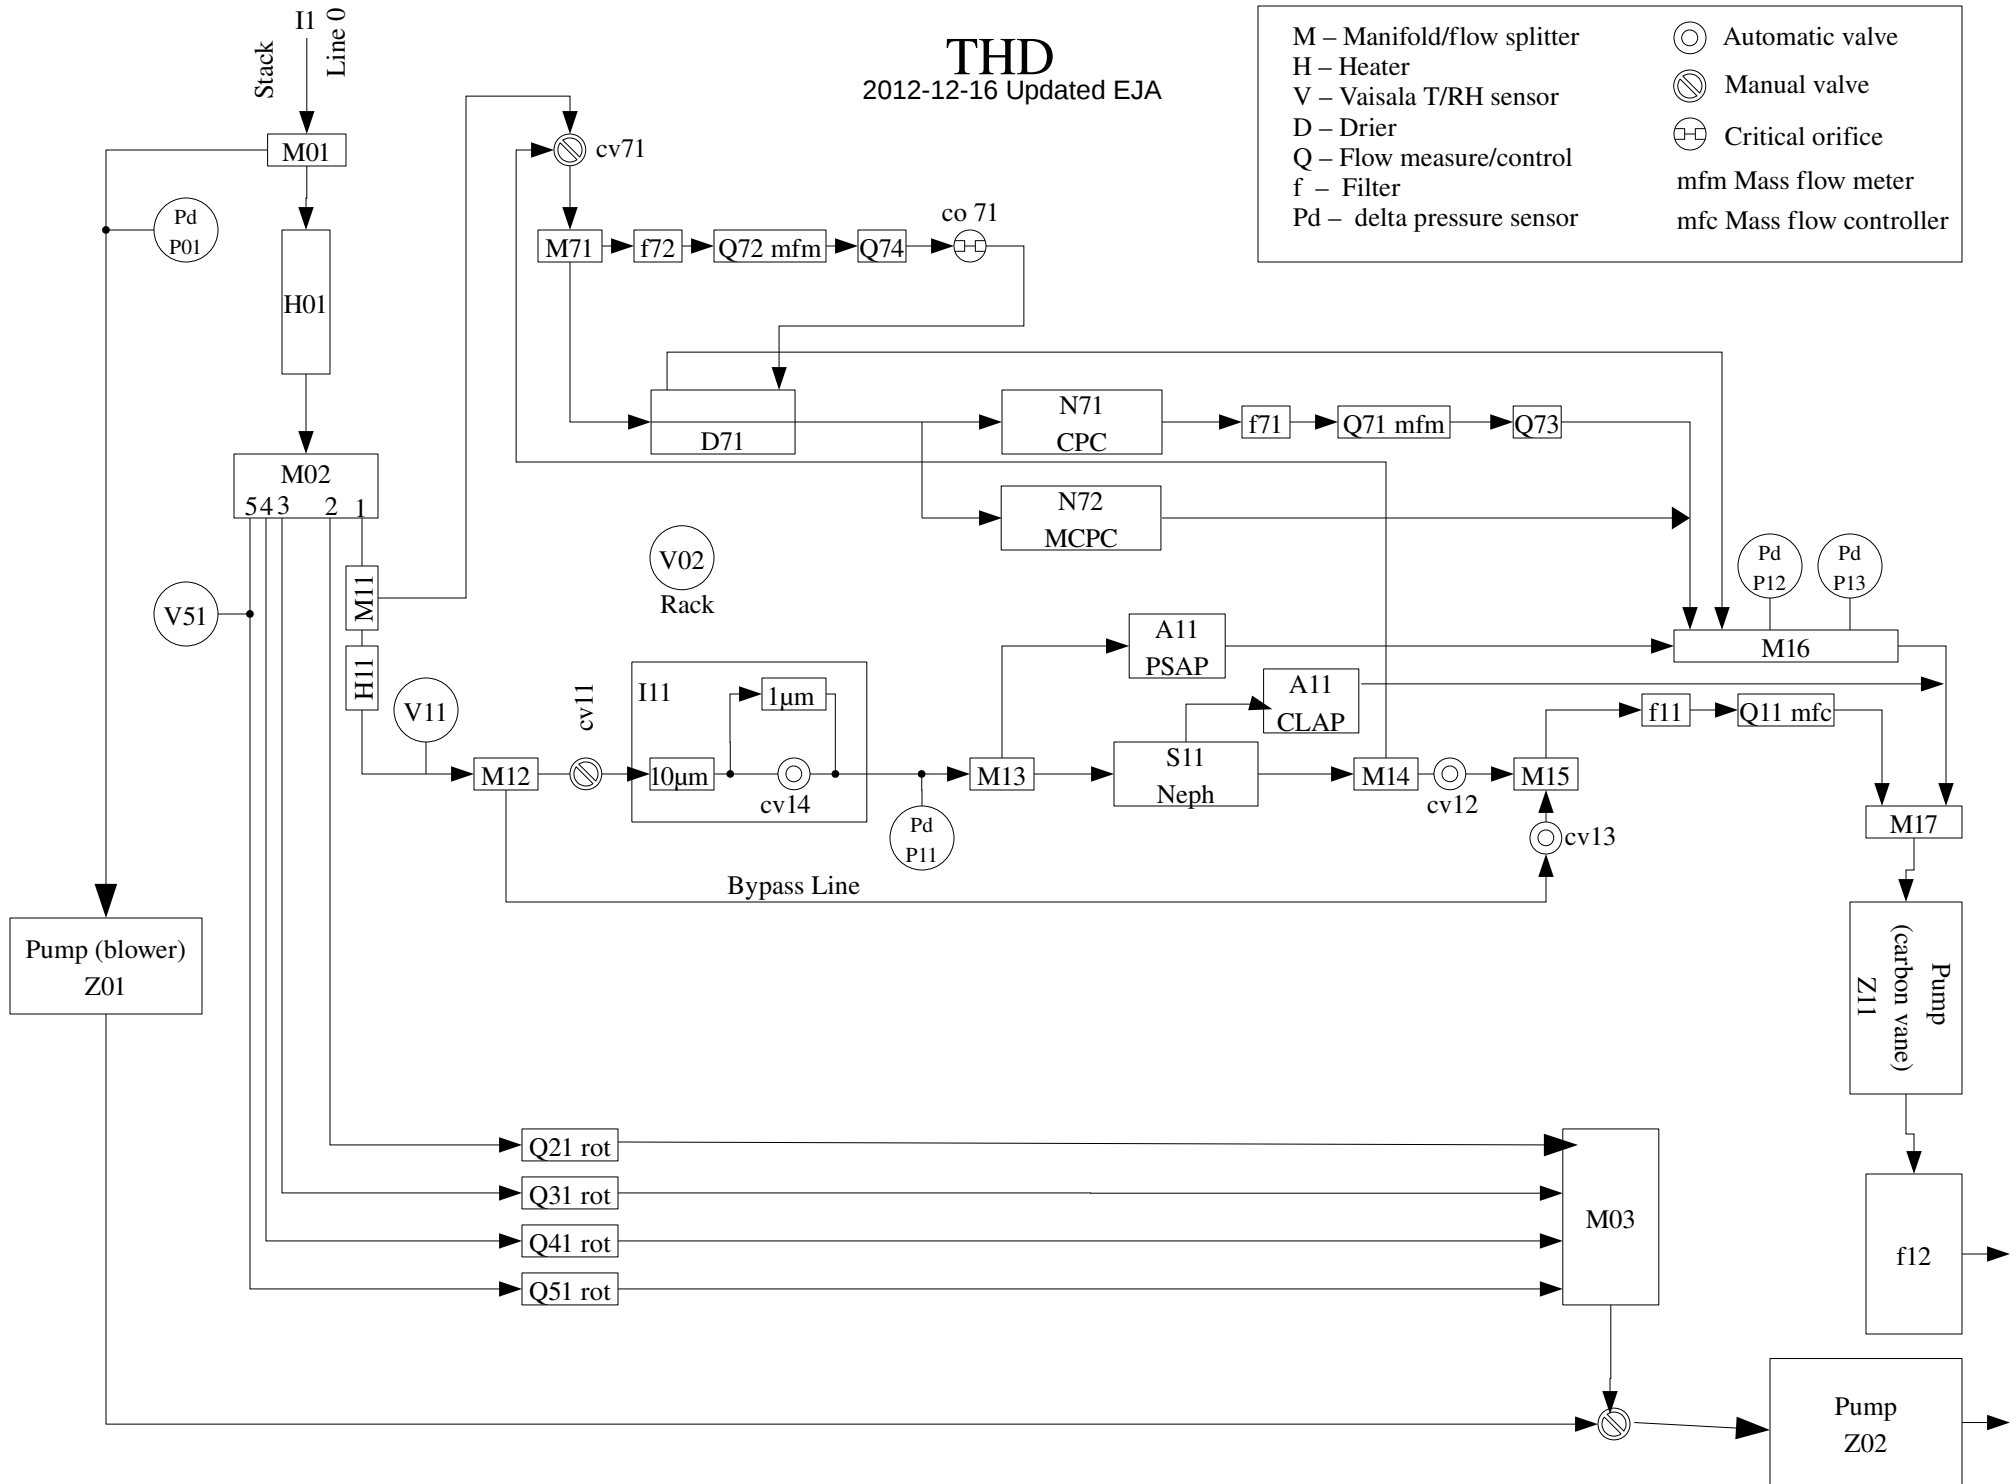 THD
2012-12-16 Updated EJA
I1
Stack
Line 0
M – Manifold/flow splitter
H – Heater
V – Vaisala T/RH sensor
D – Drier
Q – Flow measure/control
f – Filter
Pd – delta pressure sensor
Automatic valve
Manual valve
Critical orifice
mfm Mass flow meter
mfc Mass flow controller
M01
cv71
Pd
P01
H01
M71
f72
Q72 mfm
Q74
co 71
D71
N71
CPC
f71
Q71 mfm
Q73
M02
5
4
3
2
1
N72
MCPC
V02
Rack
V51
M11
H11
V11
Pd
P12
Pd
P13
M16
A11
PSAP
A11
CLAP
cv11
I11
1µm
10µm
cv14
M12
Pd
P11
M13
S11
Neph
M14
cv12
M15
cv13
f11
Q11 mfc
M17
Bypass Line
Pump (blower)
Z01
Pump
(carbon vane)
Z11
Q21 rot
Q31 rot
Q41 rot
Q51 rot
M03
f12
Pump
Z02